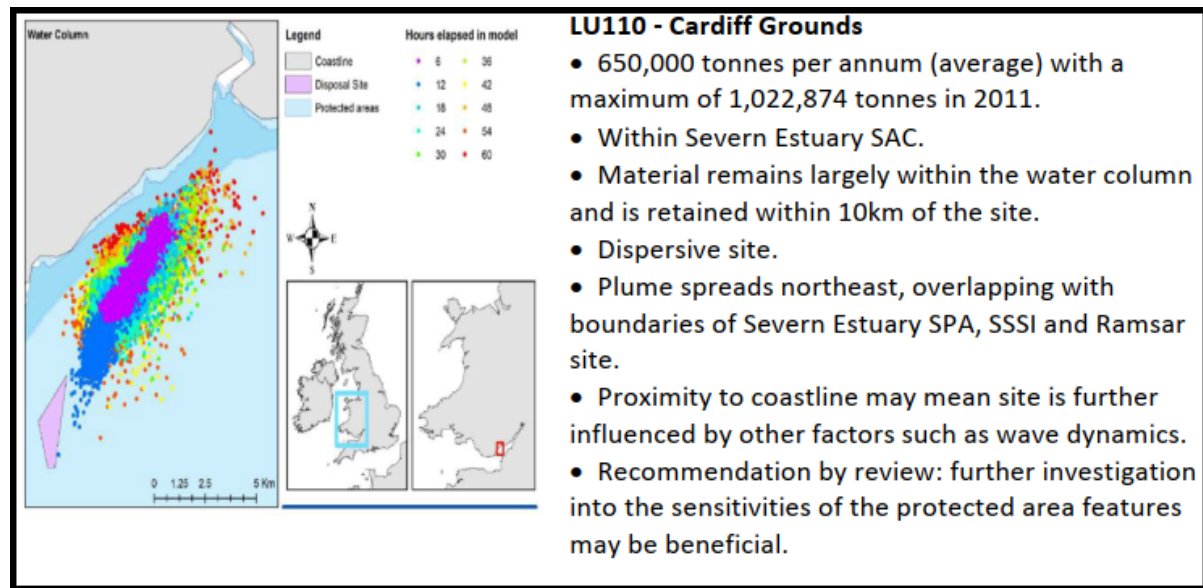 Water Column
Legend
Coastline
Disposal Site
Protected areas
Hours elapsed in model
6 36
12 42
18 48
24 54
30 60
N
W E
S
0 1.25 2.5 5 Km
LU110 - Cardiff Grounds
• 650,000 tonnes per annum (average) with a
maximum of 1,022,874 tonnes in 2011.
• Within Severn Estuary SAC.
• Material remains largely within the water column
and is retained within 10km of the site.
• Dispersive site.
• Plume spreads northeast, overlapping with
boundaries of Severn Estuary SPA, SSSI and Ramsar
site.
• Proximity to coastline may mean site is further
influenced by other factors such as wave dynamics.
• Recommendation by review: further investigation
into the sensitivities of the protected area features
may be beneficial.